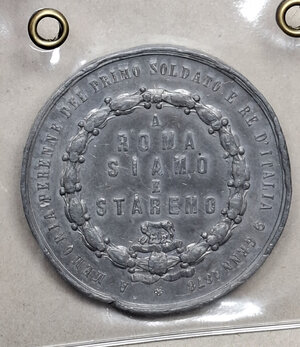 A MEMORIA PERENNE DEL PRIMO SOLDATO E RE D'ITALIA 9 GENN 1878
A
ROMA
SIAMO
E
STAREMO